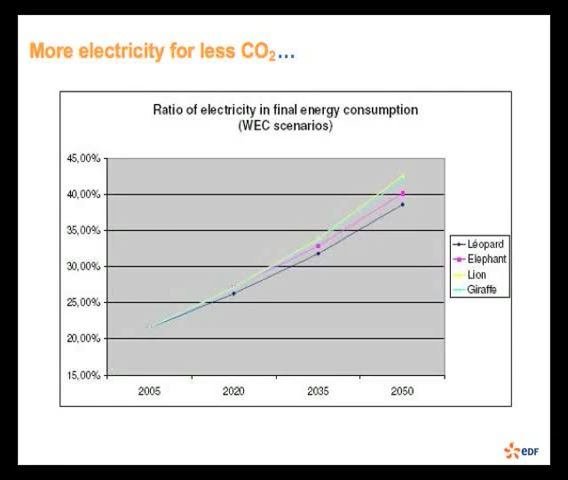 More electricity for less CO2...
Ratio of electricity in final energy consumption
(WEC scenarios)
45,00%
40,00%
35,00%
30,00%
25,00%
20,00%
15,00%
2005 2020 2035 2050
Léopard
Elephant
Lion
Giraffe
eDF